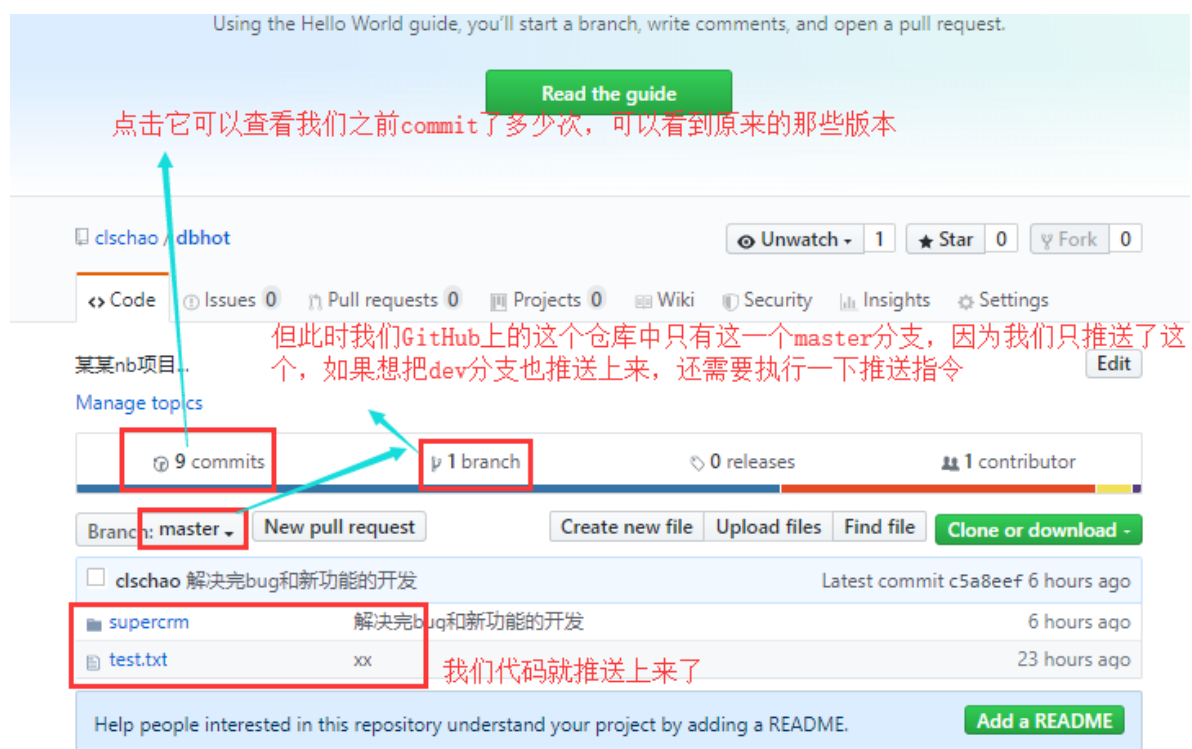 Using the Hello World guide, you'll start a branch, write comments, and open a pull request.
Read the guide
点击它可以查看我们之前commit了多少次，可以看到原来的那些版本
clschao / dbhot
Unwatch 1 Star 0 Fork 0
Code Issues 0 Pull requests 0 Projects 0 Wiki Security Insights Settings
但此时我们GitHub上的这个仓库中只有这一个master分支，因为我们只推送了这
个，如果想把dev分支也推送上来，还需要执行一下推送指令
某某nb项目...
Edit
Manage topics
9 commits 1 branch 0 releases 1 contributor
Branch: master New pull request Create new file Upload files Find file Clone or download
clschao 解决完bug和新功能的开发 Latest commit c5a8eef 6 hours ago
supercrm 解决完bug和新功能的开发 6 hours ago
test.txt xx 23 hours ago
我们代码就推送上来了
Help people interested in this repository understand your project by adding a README. Add a README